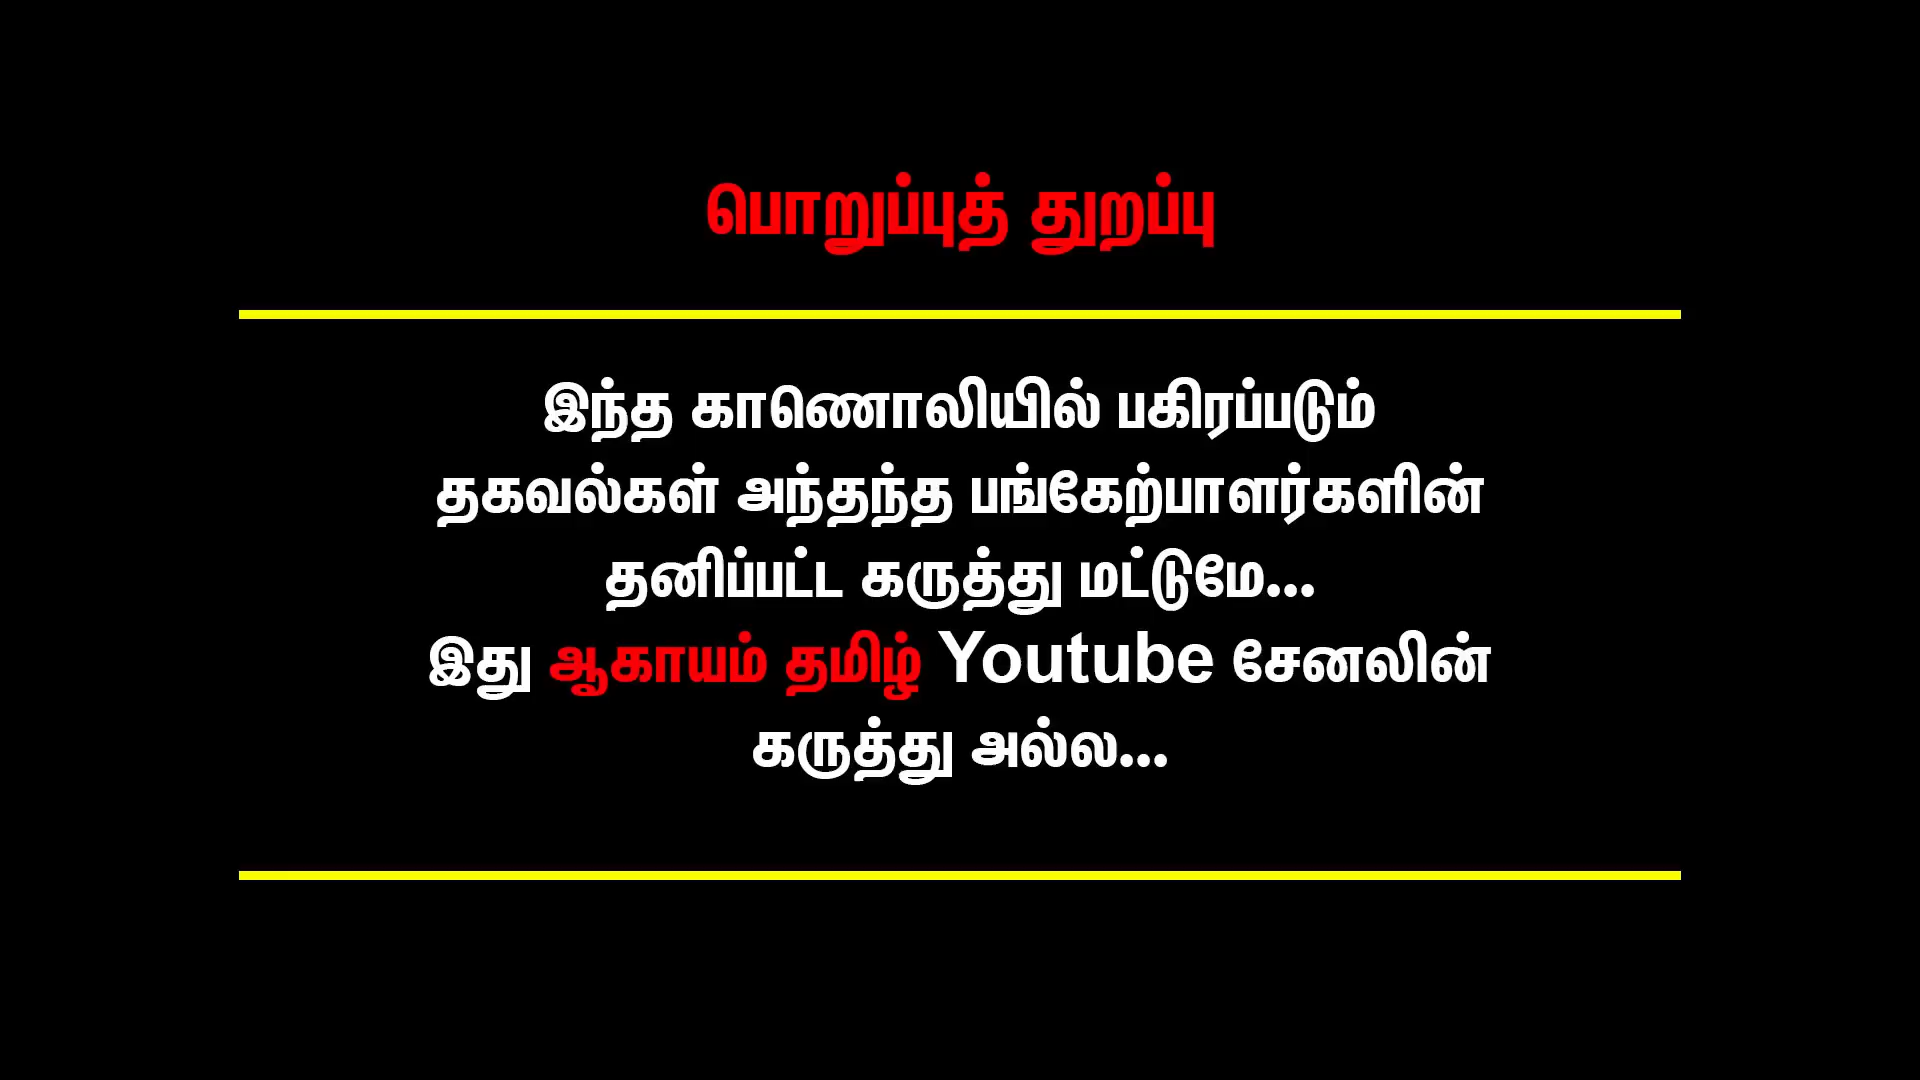 பொறுப்புத் துறப்பு
இந்த காணொலியில் பகிரப்படும்
தகவல்கள் அந்தந்த பங்கேற்பாளர்களின்
தனிப்பட்ட கருத்து மட்டுமே...
இது ஆகாயம் தமிழ் Youtube சேனலின்
கருத்து அல்ல...